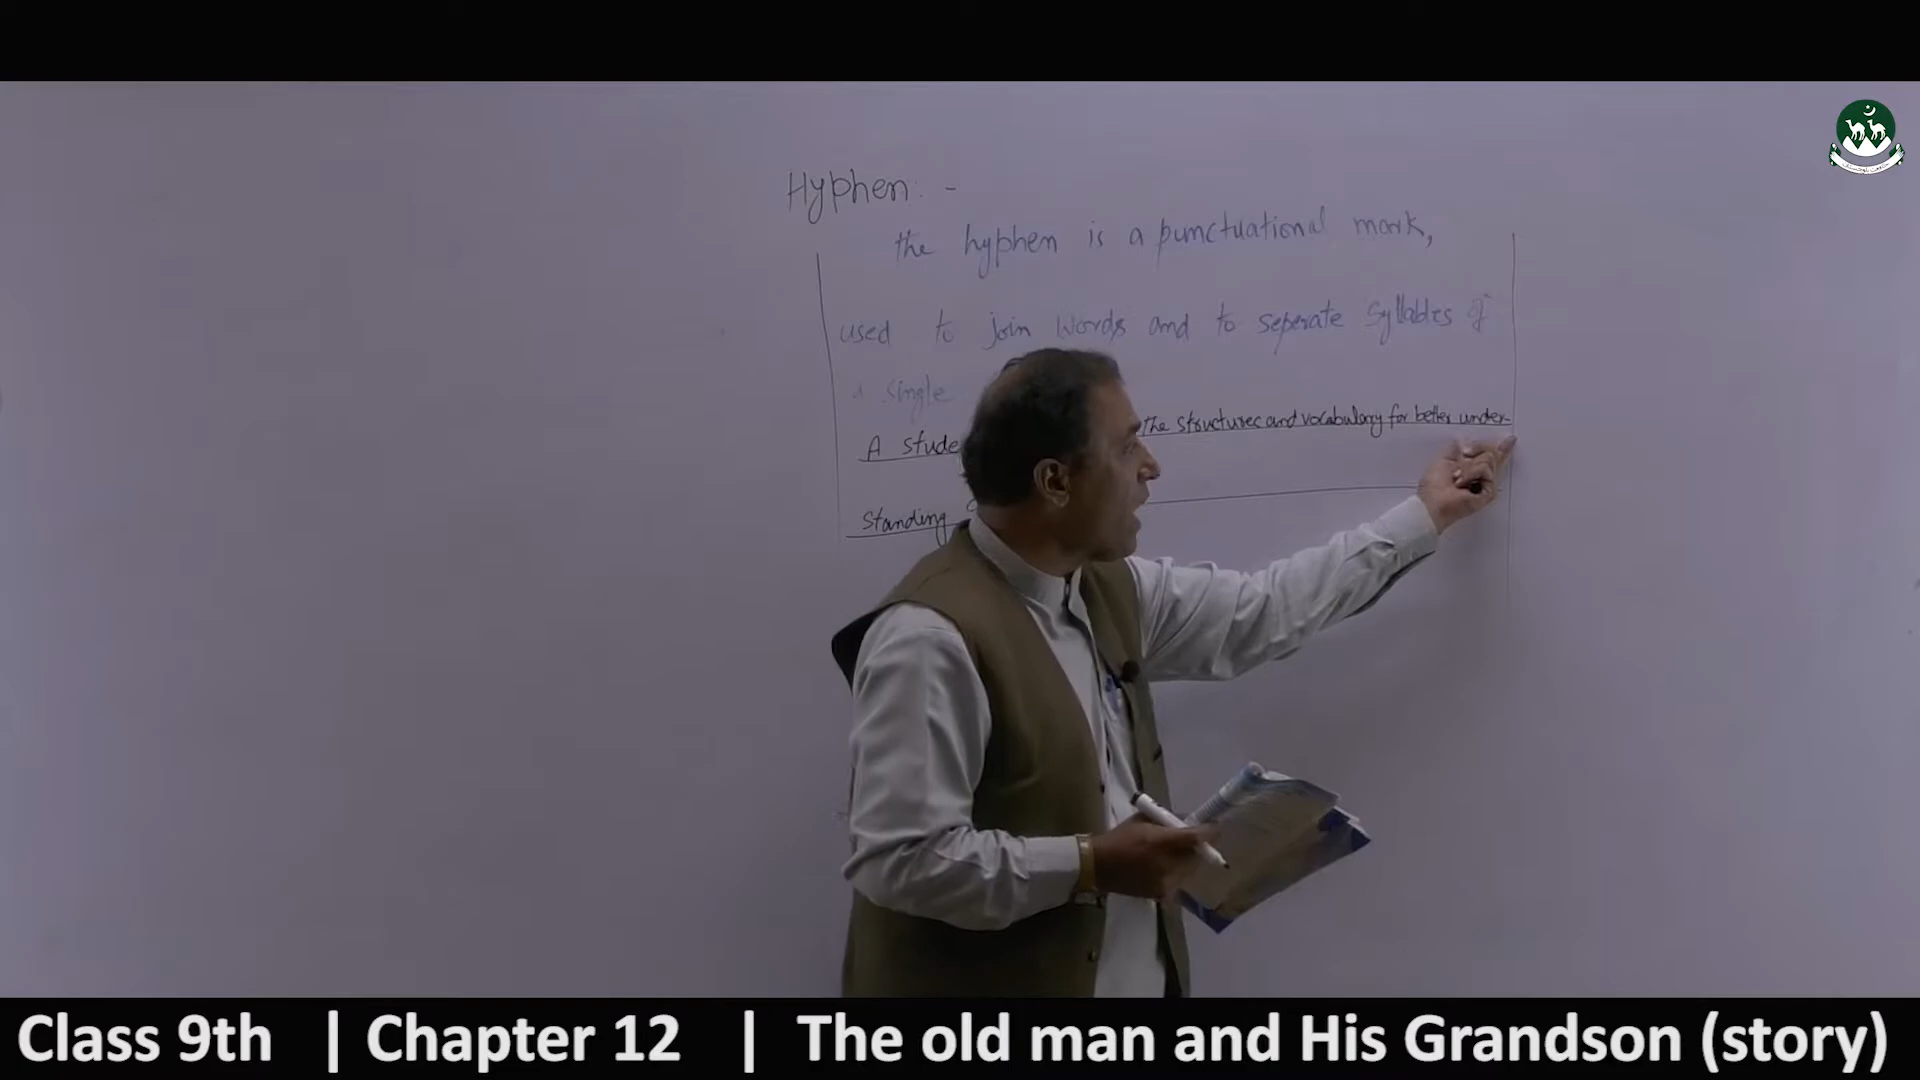 Hyphen: -
the hyphen is a punctuational mark,
used to join words and to seperate syllables of
a single
A stude the structures and vocabulary for better under-
standing
Class 9th | Chapter 12 | The old man and His Grandson (story)